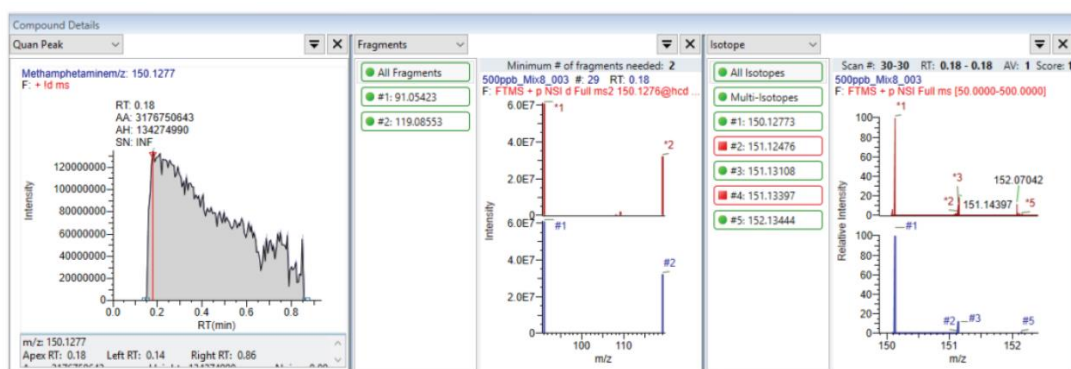 Compound Details
Quan Peak
Methamphetaminem/z: 150.1277
F: + !d ms
RT: 0.18
AA: 3176750643
AH: 134274990
SN: INF
120000000
100000000
80000000
60000000
40000000
20000000
0
Intensity
0.0 0.2 0.4 0.6 0.8
RT(min)
m/z: 150.1277
Apex RT: 0.18 Left RT: 0.14 Right RT: 0.86
Fragments
Minimum # of fragments needed: 2
All Fragments
#1: 91.05423
#2: 119.08553
500ppb_Mix8_003 # 29 RT: 0.18
F: FTMS + p NSI d Full ms2 150.1276@hcd ...
6.0E7
4.0E7
2.0E7
0.0
*1
*2
Intensity
6.0E7
4.0E7
2.0E7
0.0
#1
#2
100 110
m/z
Isotope
Scan #: 30-30 RT: 0.18 - 0.18 AV: 1 Score: 1
All Isotopes
Multi-Isotopes
#1: 150.12773
#2: 151.12476
#3: 151.13108
#4: 151.13397
#5: 152.13444
500ppb_Mix8_003
F: FTMS + p NSI Full ms [50.0000-500.0000]
100
80
60
40
20
0
*1
*2
*3
151.14397
152.07042
*5
Relative Intensity
100
80
60
40
20
0
#1
#2
#3
#5
150 151 152
m/z